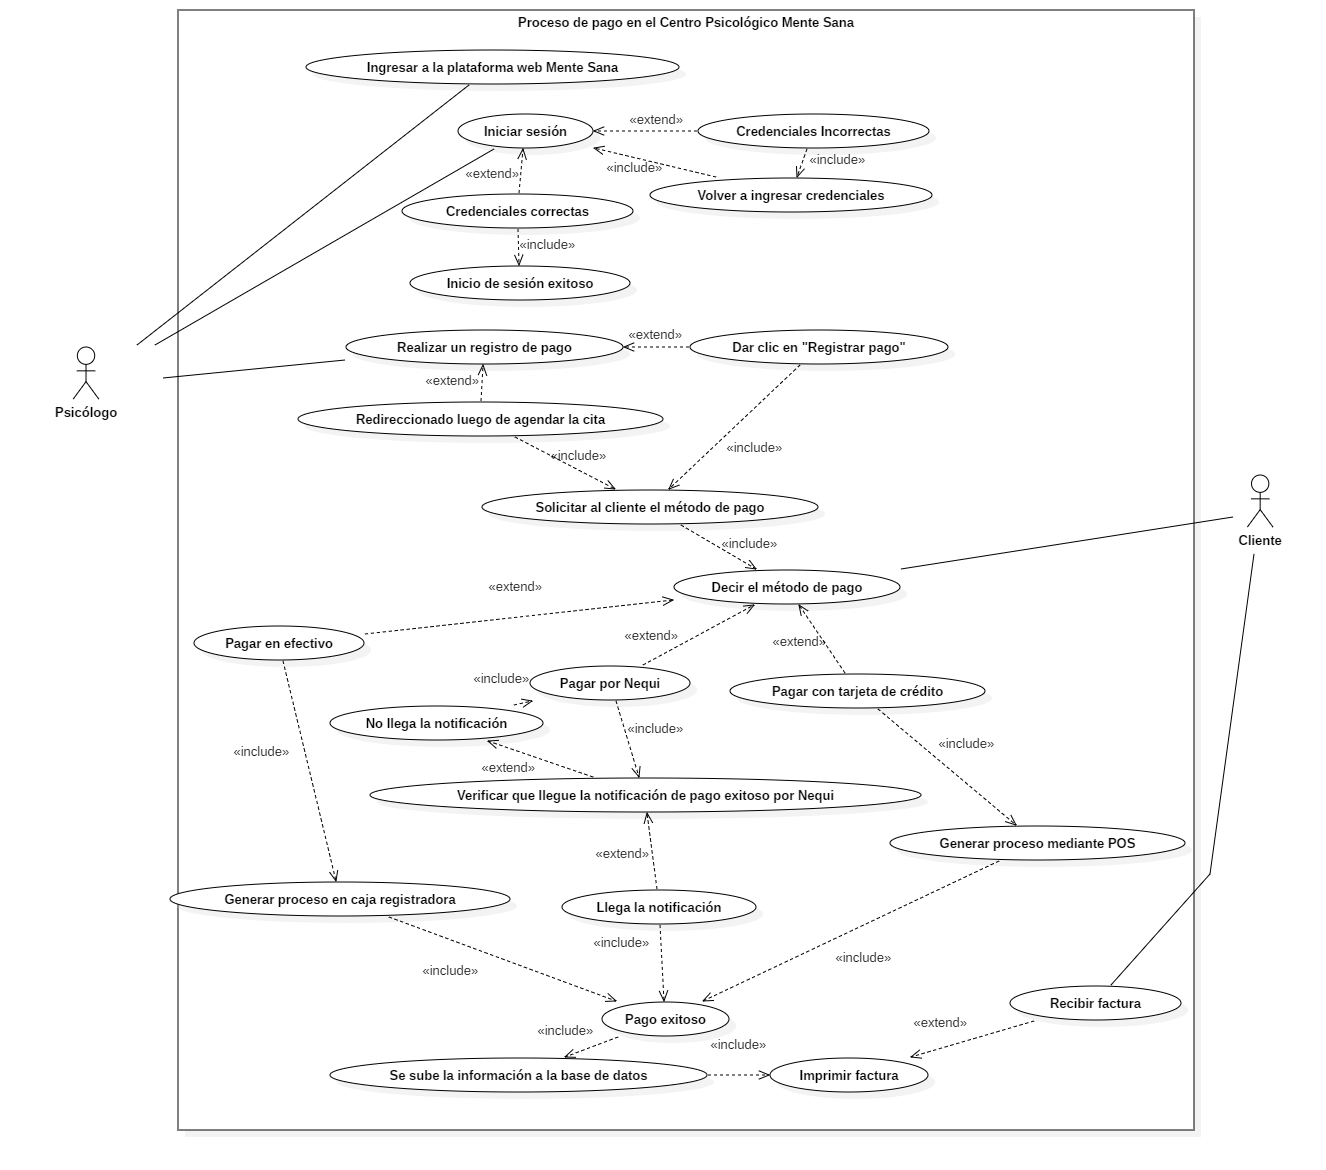 Proceso de pago en el Centro Psicológico Mente Sana
Ingresar a la plataforma web Mente Sana
«extend»
Iniciar sesión
Credenciales Incorrectas
«include»
«include»
«extend»
Volver a ingresar credenciales
Credenciales correctas
«include»
Inicio de sesión exitoso
«extend»
Realizar un registro de pago
Dar clic en "Registrar pago"
«extend»
Psicólogo
Redireccionado luego de agendar la cita
«include»
«include»
Solicitar al cliente el método de pago
Cliente
«include»
«extend»
Decir el método de pago
«extend»
«extend»
Pagar en efectivo
«include»
Pagar por Nequi
Pagar con tarjeta de crédito
No llega la notificación
«include»
«include»
«include»
«extend»
Verificar que llegue la notificación de pago exitoso por Nequi
Generar proceso mediante POS
«extend»
Generar proceso en caja registradora
Llega la notificación
«include»
«include»
«include»
Recibir factura
Pago exitoso
«extend»
«include»
«include»
Se sube la información a la base de datos
Imprimir factura